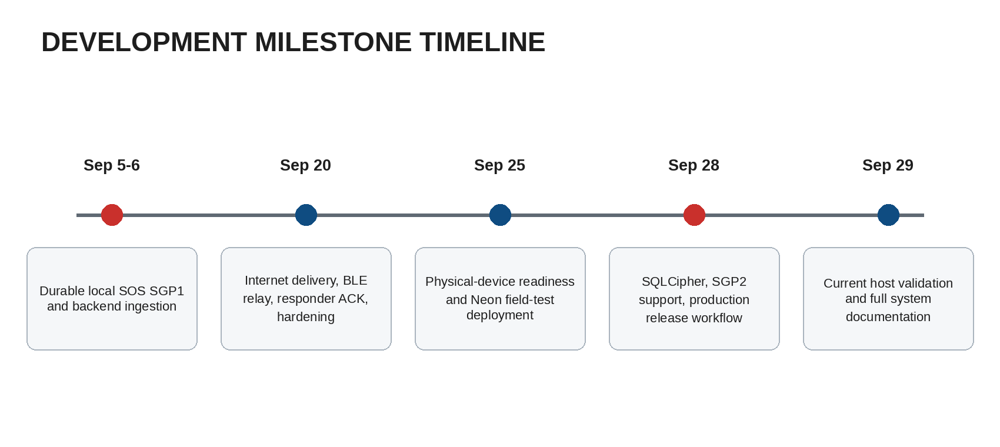 DEVELOPMENT MILESTONE TIMELINE
Sep 5-6
Sep 20
Sep 25
Sep 28
Sep 29
Durable local SOS SGP1
and backend ingestion
Internet delivery, BLE
relay, responder ACK,
hardening
Physical-device readiness
and Neon field-test
deployment
SQLCipher, SGP2
support, production
release workflow
Current host validation
and full system
documentation